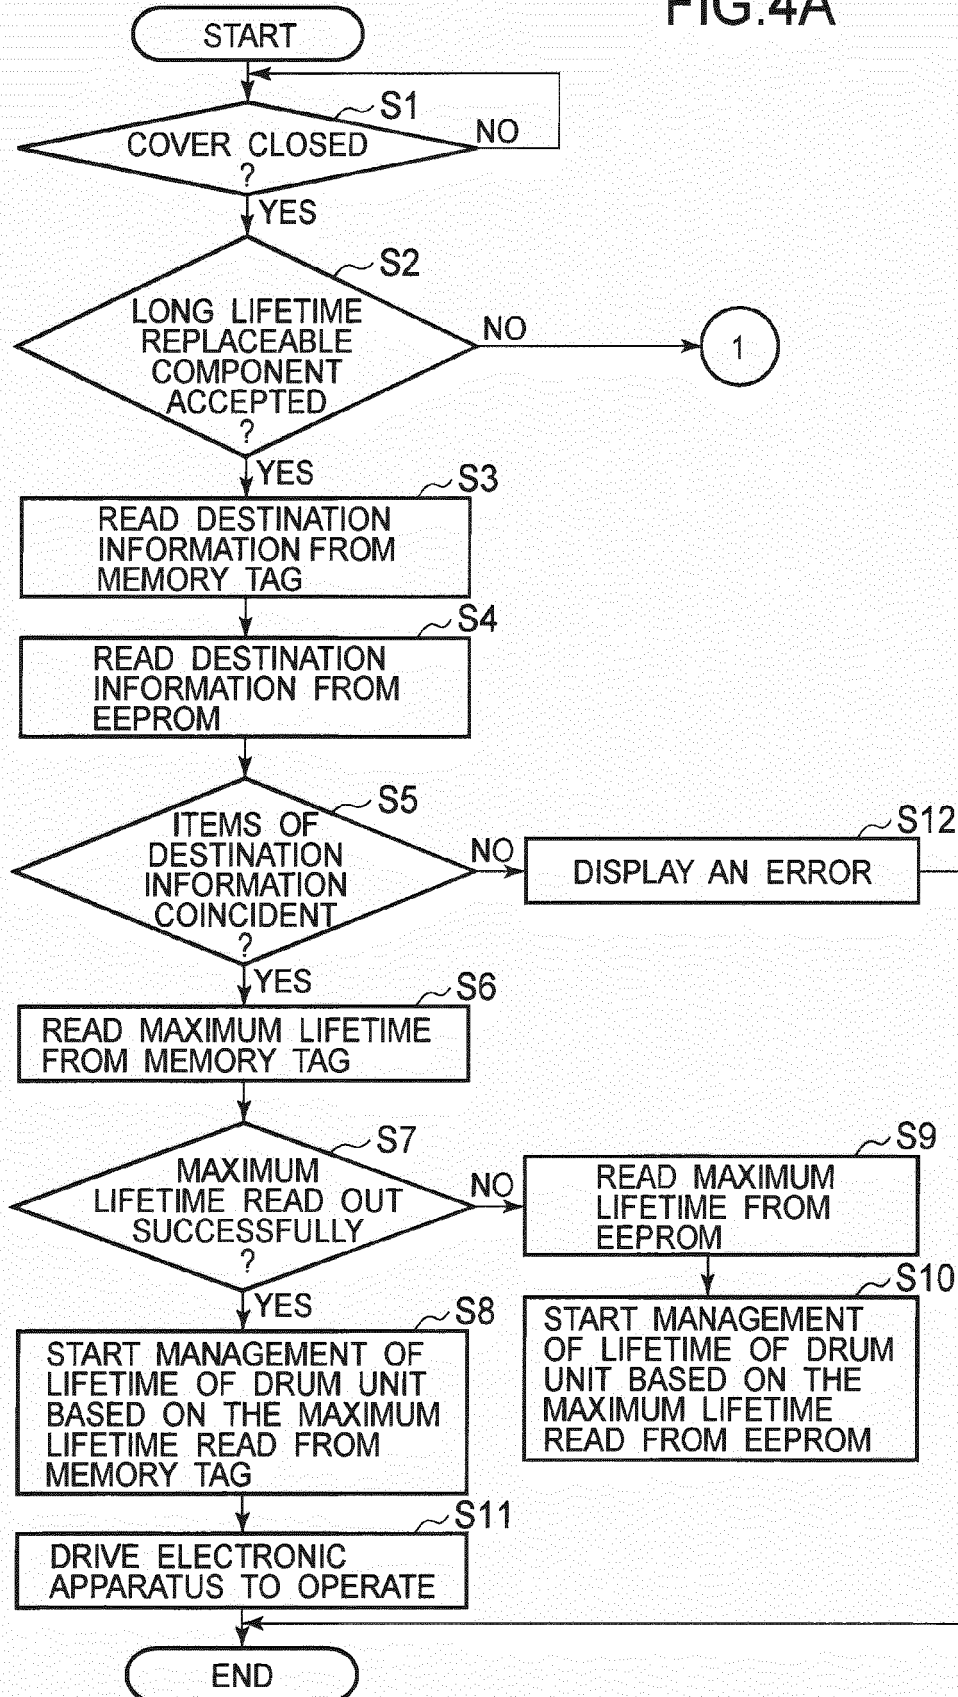 FIG.4A
START
S1
COVER CLOSED
?
NO
YES
S2
LONG LIFETIME
REPLACEABLE
COMPONENT
ACCEPTED
?
NO
1
YES
S3
READ DESTINATION
INFORMATION FROM
MEMORY TAG
S4
READ DESTINATION
INFORMATION FROM
EEPROM
S5
ITEMS OF
DESTINATION
INFORMATION
COINCIDENT
?
NO
S12
DISPLAY AN ERROR
YES
S6
READ MAXIMUM LIFETIME
FROM MEMORY TAG
S7
MAXIMUM
LIFETIME READ OUT
SUCCESSFULLY
?
NO
S9
READ MAXIMUM
LIFETIME FROM
EEPROM
YES
S8
START MANAGEMENT OF
LIFETIME OF DRUM UNIT
BASED ON THE MAXIMUM
LIFETIME READ FROM
MEMORY TAG
S10
START MANAGEMENT
OF LIFETIME OF DRUM
UNIT BASED ON THE
MAXIMUM LIFETIME
READ FROM EEPROM
S11
DRIVE ELECTRONIC
APPARATUS TO OPERATE
END